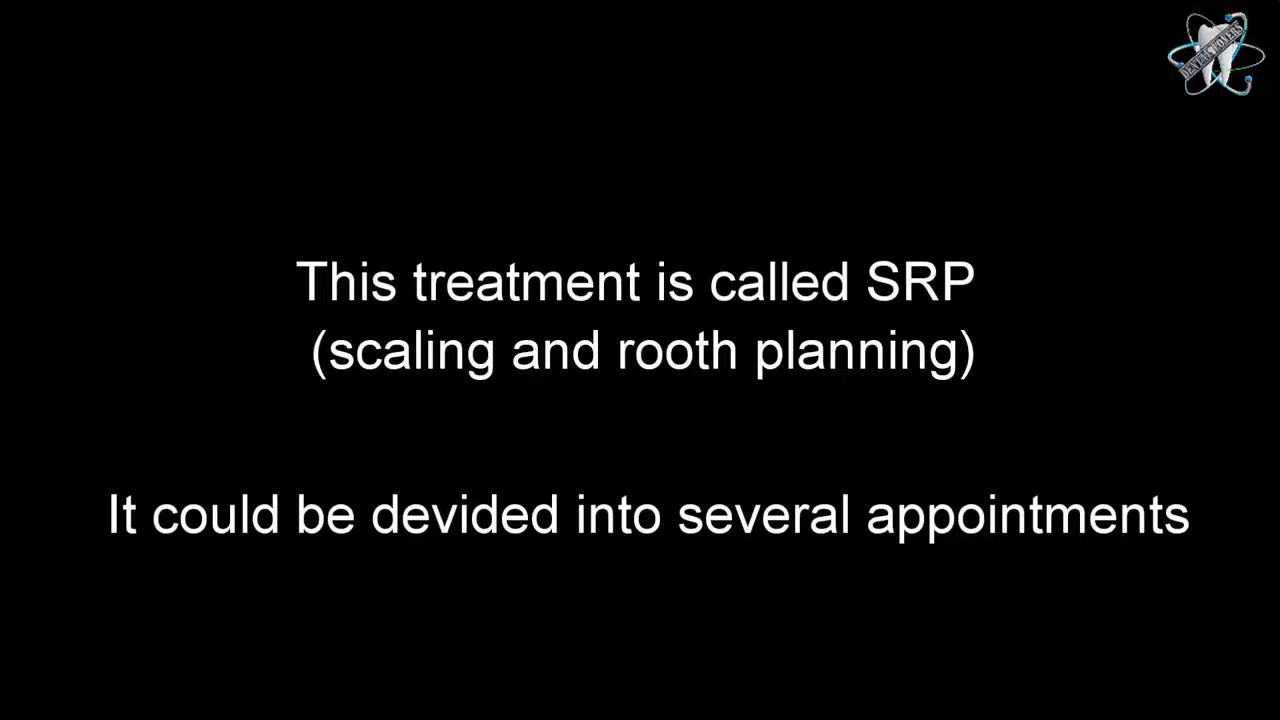 This treatment is called SRP
(scaling and rooth planning)
It could be devided into several appointments